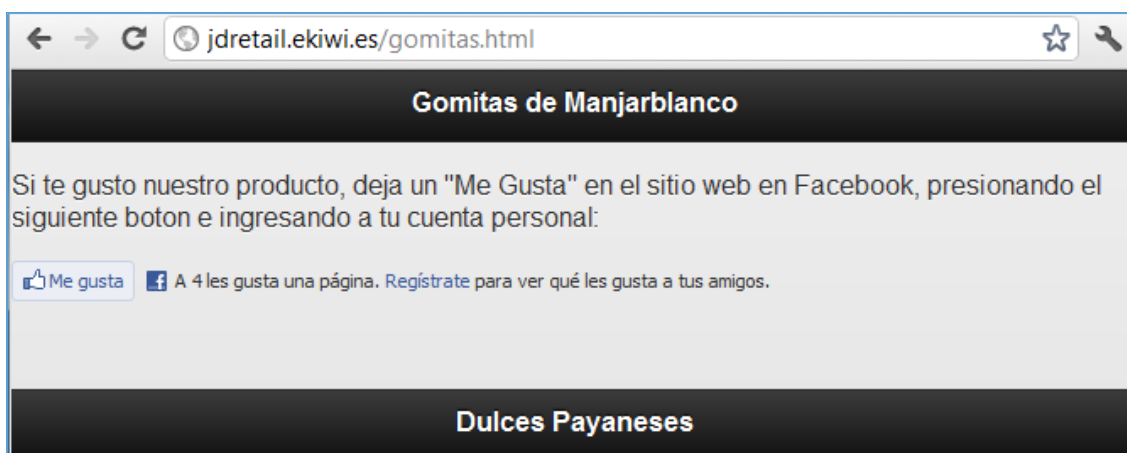 jdretail.ekiwi.es/gomitas.html
Gomitas de Manjarblanco
Si te gusto nuestro producto, deja un "Me Gusta" en el sitio web en Facebook, presionando el
siguiente boton e ingresando a tu cuenta personal:
Me gusta A 4 les gusta una página. Regístrate para ver qué les gusta a tus amigos.
Dulces Payaneses